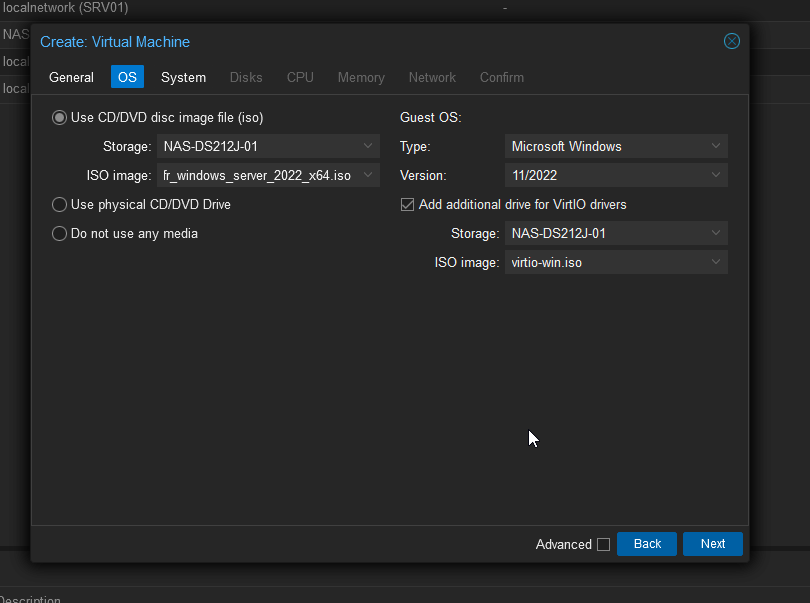 localnetwork (SRV01)
-
NAS
Create: Virtual Machine
local
local
General OS System Disks CPU Memory Network Confirm
Use CD/DVD disc image file (iso)
Storage: NAS-DS212J-01
ISO image: fr_windows_server_2022_x64.iso
Use physical CD/DVD Drive
Do not use any media
Guest OS:
Type: Microsoft Windows
Version: 11/2022
Add additional drive for VirtIO drivers
Storage: NAS-DS212J-01
ISO image: virtio-win.iso
Advanced Back Next
Description